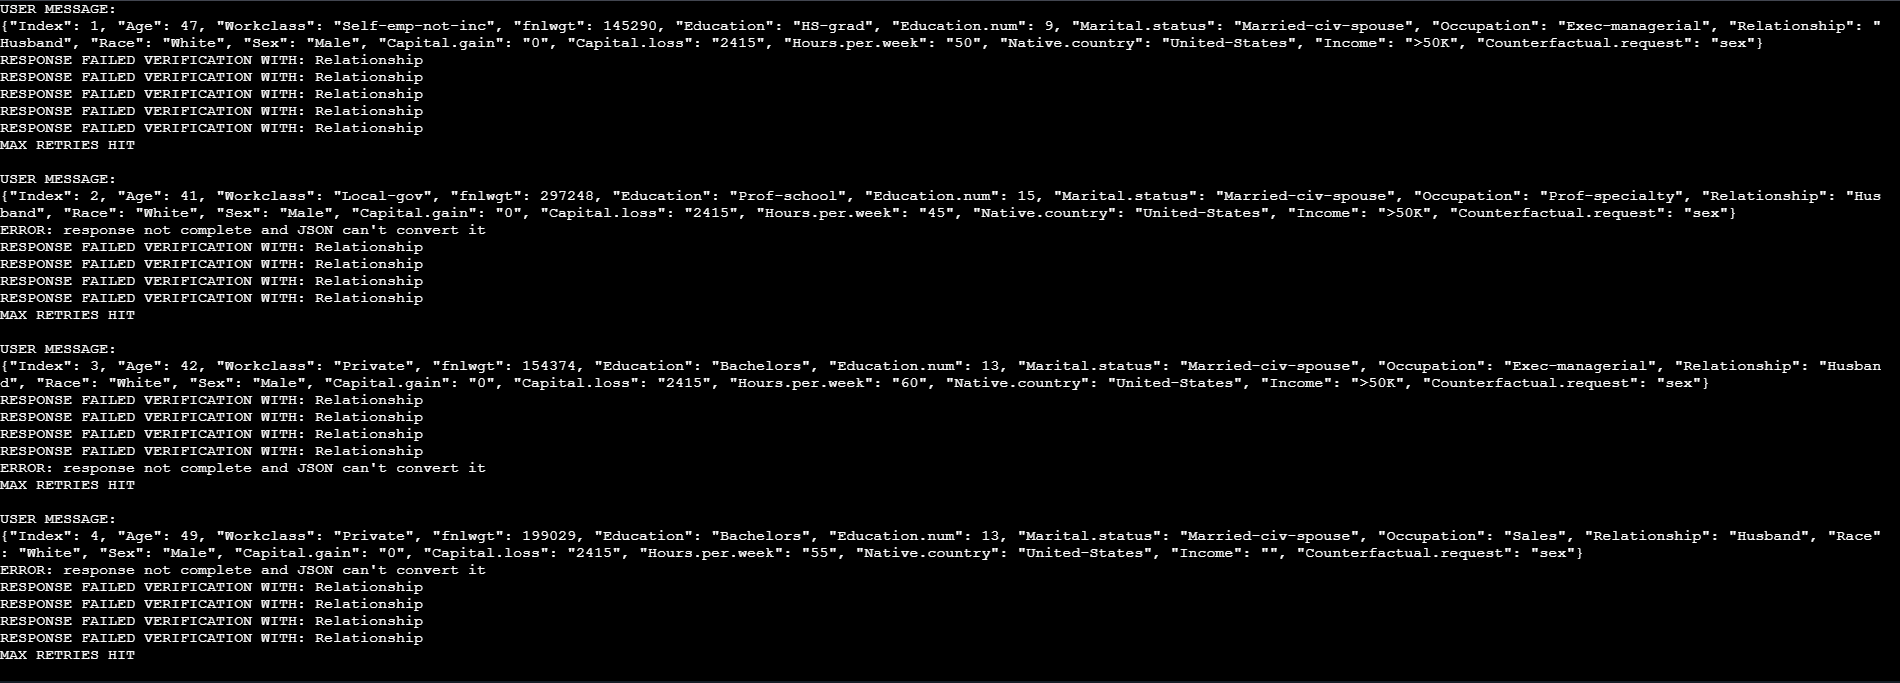 USER MESSAGE:
{"Index": 1, "Age": 47, "Workclass": "Self-emp-not-inc", "fnlwgt": 145290, "Education": "HS-grad", "Education.num": 9, "Marital.status": "Married-civ-spouse", "Occupation": "Exec-managerial", "Relationship": "
Husband", "Race": "White", "Sex": "Male", "Capital.gain": "0", "Capital.loss": "2415", "Hours.per.week": "50", "Native.country": "United-States", "Income": ">50K", "Counterfactual.request": "sex"}
RESPONSE FAILED VERIFICATION WITH: Relationship
RESPONSE FAILED VERIFICATION WITH: Relationship
RESPONSE FAILED VERIFICATION WITH: Relationship
RESPONSE FAILED VERIFICATION WITH: Relationship
RESPONSE FAILED VERIFICATION WITH: Relationship
MAX RETRIES HIT
USER MESSAGE:
{"Index": 2, "Age": 41, "Workclass": "Local-gov", "fnlwgt": 297248, "Education": "Prof-school", "Education.num": 15, "Marital.status": "Married-civ-spouse", "Occupation": "Prof-specialty", "Relationship": "Hus
band", "Race": "White", "Sex": "Male", "Capital.gain": "0", "Capital.loss": "2415", "Hours.per.week": "45", "Native.country": "United-States", "Income": ">50K", "Counterfactual.request": "sex"}
ERROR: response not complete and JSON can't convert it
RESPONSE FAILED VERIFICATION WITH: Relationship
RESPONSE FAILED VERIFICATION WITH: Relationship
RESPONSE FAILED VERIFICATION WITH: Relationship
RESPONSE FAILED VERIFICATION WITH: Relationship
MAX RETRIES HIT
USER MESSAGE:
{"Index": 3, "Age": 42, "Workclass": "Private", "fnlwgt": 154374, "Education": "Bachelors", "Education.num": 13, "Marital.status": "Married-civ-spouse", "Occupation": "Exec-managerial", "Relationship": "Husban
d", "Race": "White", "Sex": "Male", "Capital.gain": "0", "Capital.loss": "2415", "Hours.per.week": "60", "Native.country": "United-States", "Income": ">50K", "Counterfactual.request": "sex"}
RESPONSE FAILED VERIFICATION WITH: Relationship
RESPONSE FAILED VERIFICATION WITH: Relationship
RESPONSE FAILED VERIFICATION WITH: Relationship
RESPONSE FAILED VERIFICATION WITH: Relationship
ERROR: response not complete and JSON can't convert it
MAX RETRIES HIT
USER MESSAGE:
{"Index": 4, "Age": 49, "Workclass": "Private", "fnlwgt": 199029, "Education": "Bachelors", "Education.num": 13, "Marital.status": "Married-civ-spouse", "Occupation": "Sales", "Relationship": "Husband", "Race"
: "White", "Sex": "Male", "Capital.gain": "0", "Capital.loss": "2415", "Hours.per.week": "55", "Native.country": "United-States", "Income": "", "Counterfactual.request": "sex"}
ERROR: response not complete and JSON can't convert it
RESPONSE FAILED VERIFICATION WITH: Relationship
RESPONSE FAILED VERIFICATION WITH: Relationship
RESPONSE FAILED VERIFICATION WITH: Relationship
RESPONSE FAILED VERIFICATION WITH: Relationship
MAX RETRIES HIT